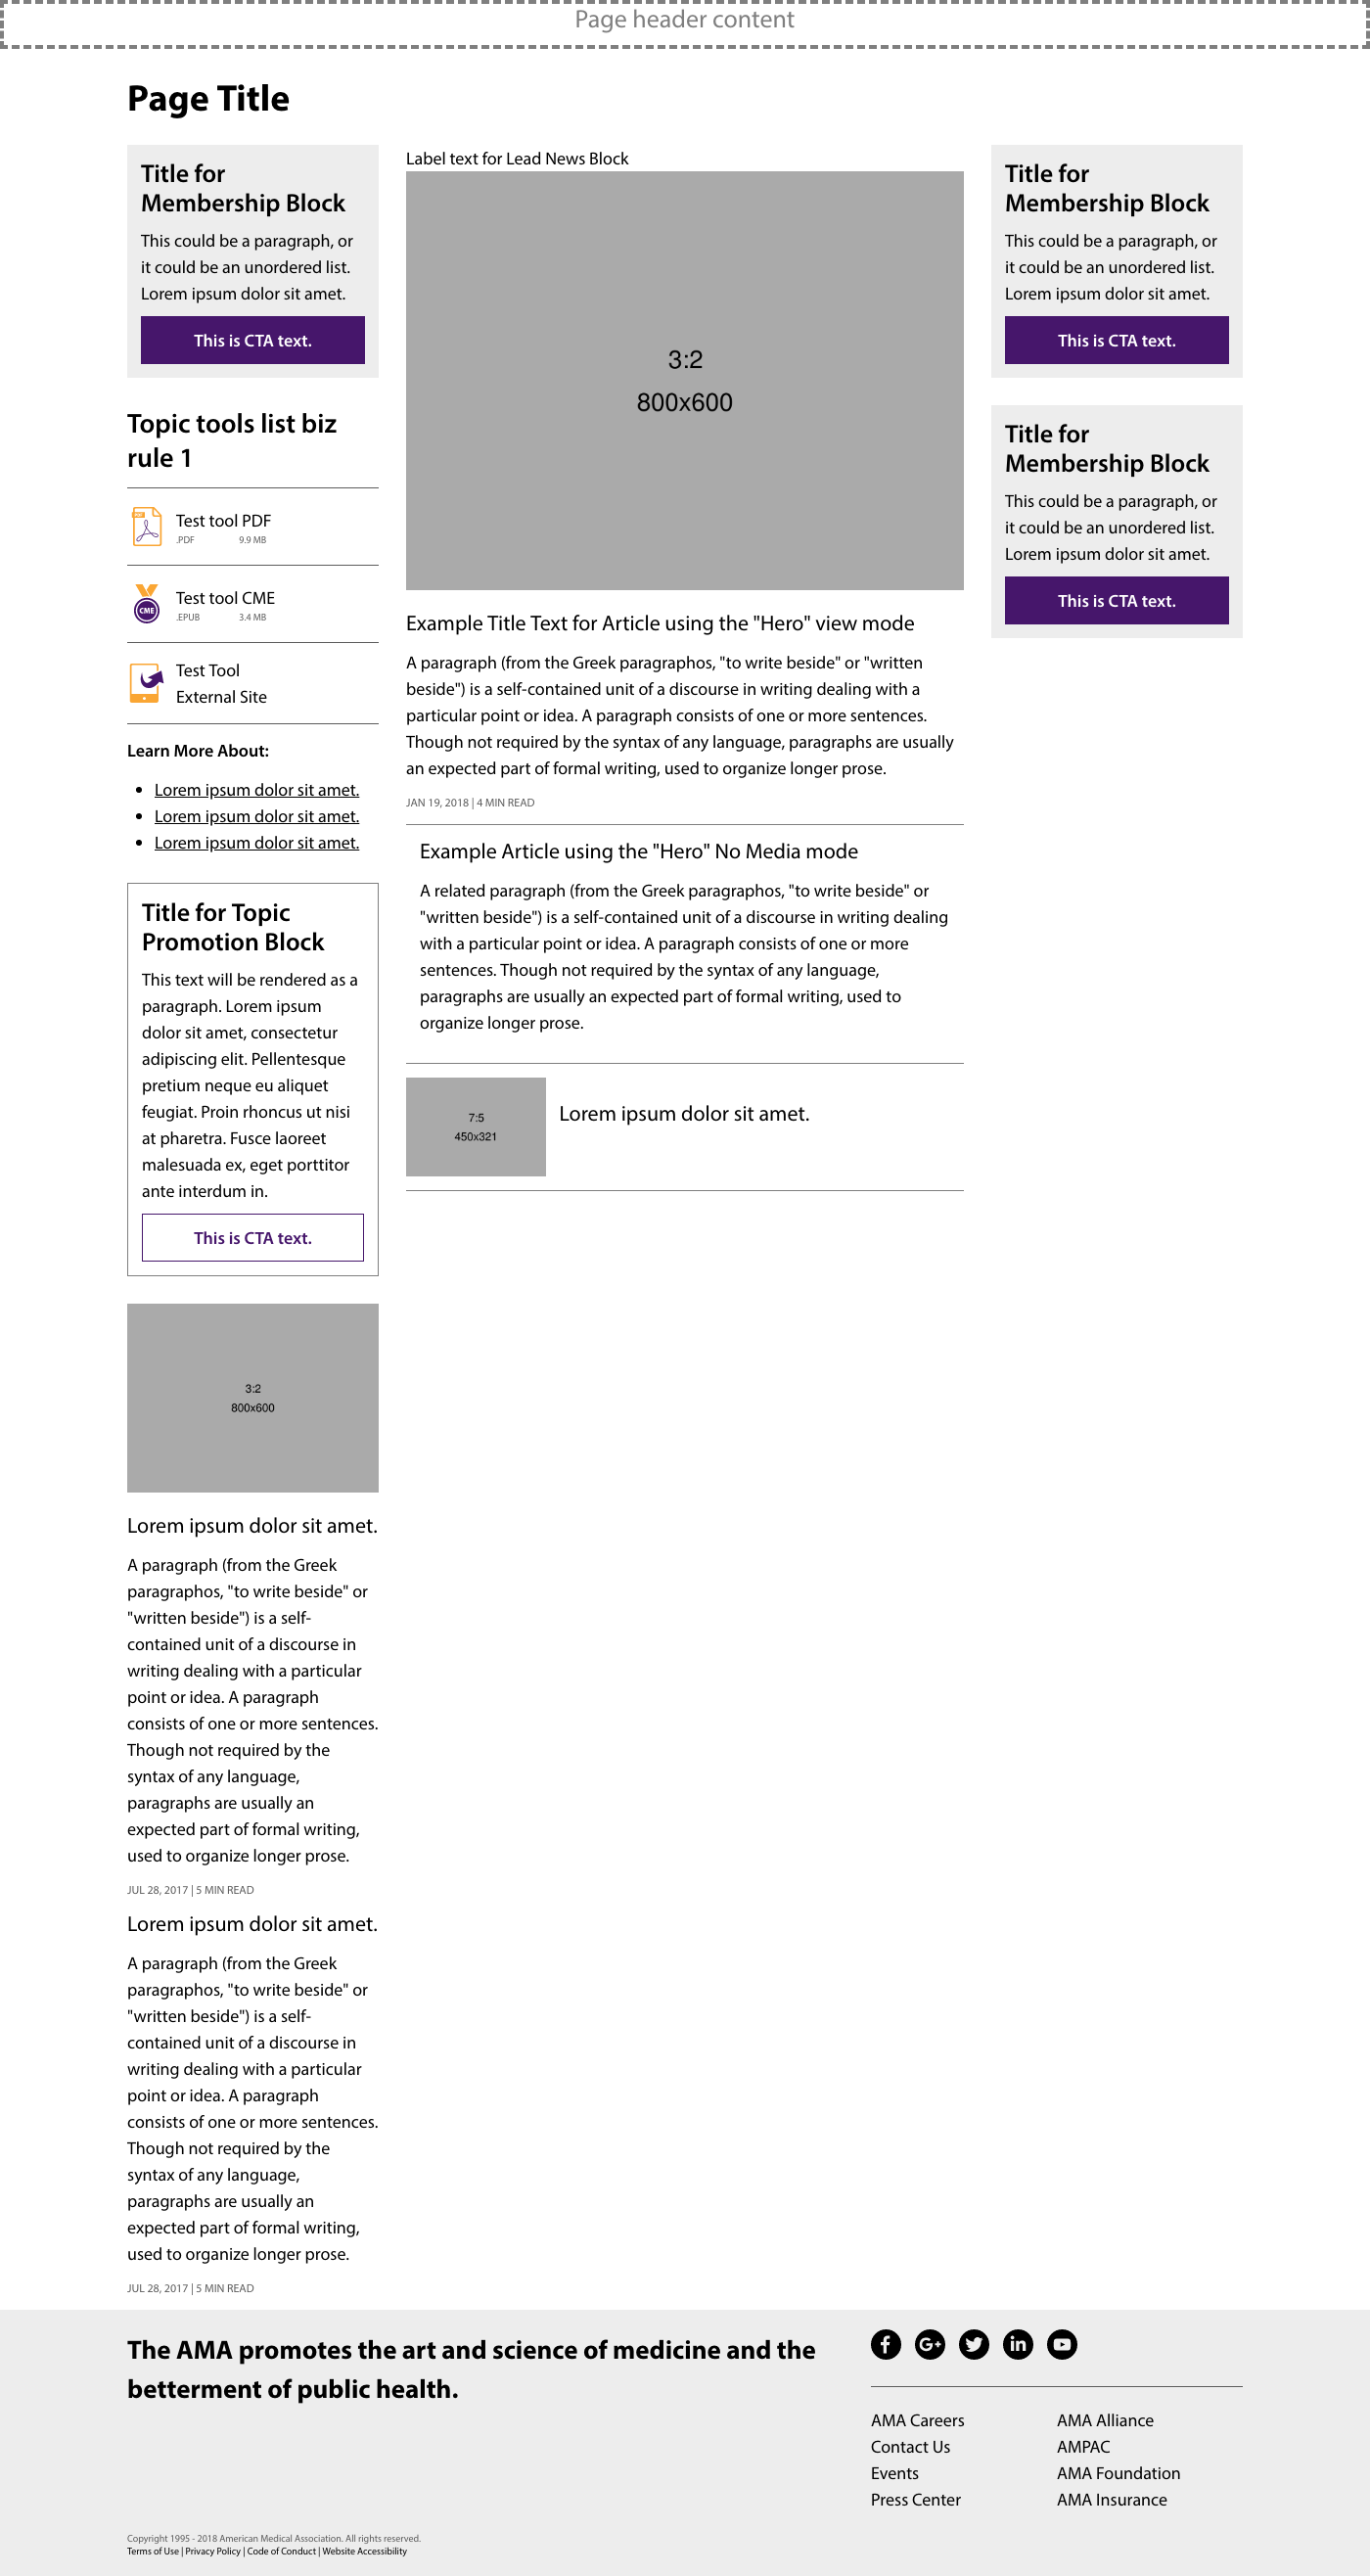 Page header content
Page Title
Title for
Membership Block
This could be a paragraph, or
it could be an unordered list.
Lorem ipsum dolor sit amet.
This is CTA text.
Topic tools list biz
rule 1
PDF
Test tool PDF
.PDF 9.9 MB
CME
Test tool CME
.EPUB 3.4 MB
Test Tool
External Site
Learn More About:
• Lorem ipsum dolor sit amet.
• Lorem ipsum dolor sit amet.
• Lorem ipsum dolor sit amet.
Title for Topic
Promotion Block
This text will be rendered as a
paragraph. Lorem ipsum
dolor sit amet, consectetur
adipiscing elit. Pellentesque
pretium neque eu aliquet
feugiat. Proin rhoncus ut nisi
at pharetra. Fusce laoreet
malesuada ex, eget porttitor
ante interdum in.
This is CTA text.
3:2
800x600
Lorem ipsum dolor sit amet.
A paragraph (from the Greek
paragraphos, "to write beside" or
"written beside") is a self-
contained unit of a discourse in
writing dealing with a particular
point or idea. A paragraph
consists of one or more sentences.
Though not required by the
syntax of any language,
paragraphs are usually an
expected part of formal writing,
used to organize longer prose.
JUL 28, 2017 | 5 MIN READ
Lorem ipsum dolor sit amet.
A paragraph (from the Greek
paragraphos, "to write beside" or
"written beside") is a self-
contained unit of a discourse in
writing dealing with a particular
point or idea. A paragraph
consists of one or more sentences.
Though not required by the
syntax of any language,
paragraphs are usually an
expected part of formal writing,
used to organize longer prose.
JUL 28, 2017 | 5 MIN READ
Label text for Lead News Block
3:2
800x600
Example Title Text for Article using the "Hero" view mode
A paragraph (from the Greek paragraphos, "to write beside" or "written
beside") is a self-contained unit of a discourse in writing dealing with a
particular point or idea. A paragraph consists of one or more sentences.
Though not required by the syntax of any language, paragraphs are usually
an expected part of formal writing, used to organize longer prose.
JAN 19, 2018 | 4 MIN READ
Example Article using the "Hero" No Media mode
A related paragraph (from the Greek paragraphos, "to write beside" or
"written beside") is a self-contained unit of a discourse in writing dealing
with a particular point or idea. A paragraph consists of one or more
sentences. Though not required by the syntax of any language,
paragraphs are usually an expected part of formal writing, used to
organize longer prose.
7:5
450x321
Lorem ipsum dolor sit amet.
Title for
Membership Block
This could be a paragraph, or
it could be an unordered list.
Lorem ipsum dolor sit amet.
This is CTA text.
Title for
Membership Block
This could be a paragraph, or
it could be an unordered list.
Lorem ipsum dolor sit amet.
This is CTA text.
The AMA promotes the art and science of medicine and the
betterment of public health.
AMA Careers
Contact Us
Events
Press Center
AMA Alliance
AMPAC
AMA Foundation
AMA Insurance
Copyright 1995 - 2018 American Medical Association. All rights reserved.
Terms of Use | Privacy Policy | Code of Conduct | Website Accessibility